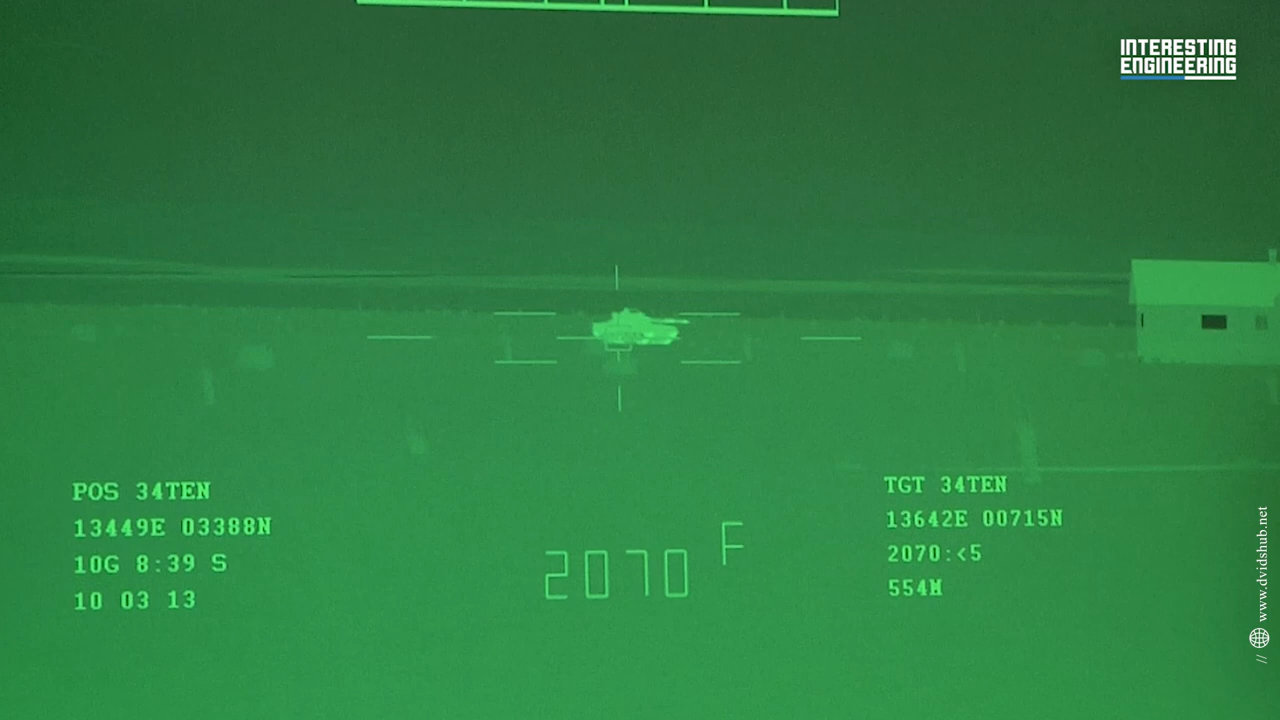 INTERESTING
ENGINEERING
POS 34TEN
13449E 03388N
10G 8:39 S
10 03 13
2070 F
TGT 34TEN
13642E 00715N
2070:<5
554M
// www.dvidshub.net